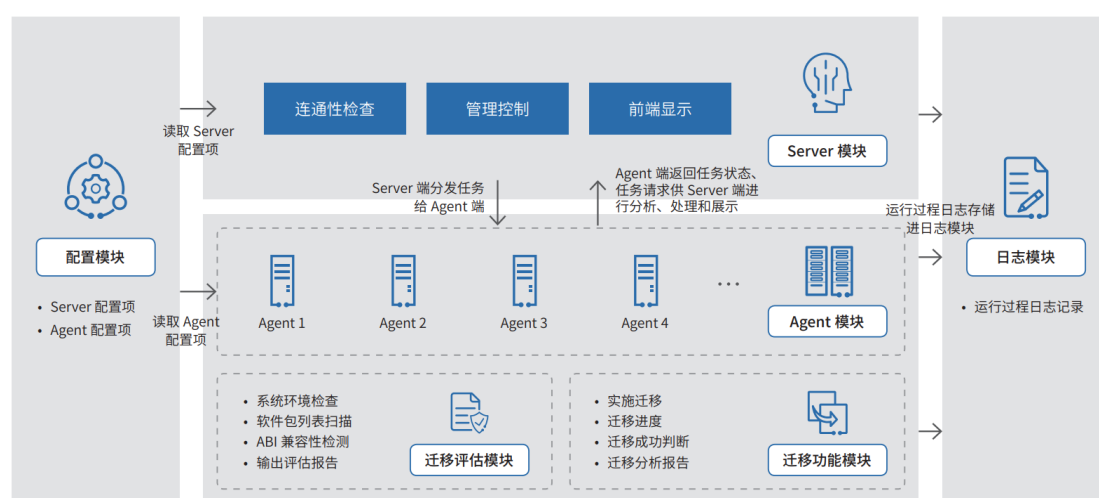 配置模块
• Server 配置项
• Agent 配置项
读取 Server
配置项
读取 Agent
配置项
连通性检查
管理控制
前端显示
Server 模块
Server 端分发任务
给 Agent 端
Agent 端返回任务状态、
任务请求供 Server 端进
行分析、处理和展示
Agent 1
Agent 2
Agent 3
Agent 4
...
Agent 模块
• 系统环境检查
• 软件包列表扫描
• ABI 兼容性检测
• 输出评估报告
迁移评估模块
• 实施迁移
• 迁移进度
• 迁移成功判断
• 迁移分析报告
迁移功能模块
运行过程日志存储
进日志模块
日志模块
• 运行过程日志记录